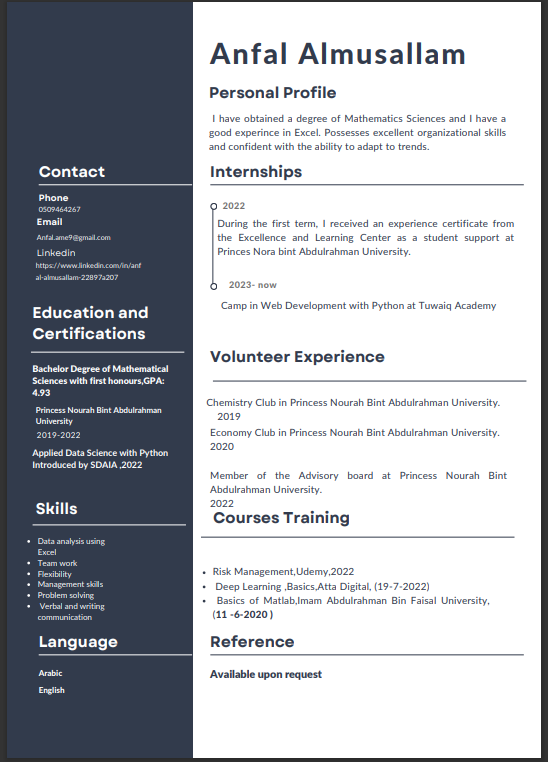 Anfal Almusallam
Personal Profile
I have obtained a degree of Mathematics Sciences and I have a
good experince in Excel. Possesses excellent organizational skills
and confident with the ability to adapt to trends.
Contact
Phone
0509464267
Email
Anfal.ame9@gmail.com
Linkedin
https://www.linkedin.com/in/anf
al-almusallam-22897a207
Education and
Certifications
Bachelor Degree of Mathematical
Sciences with first honours,GPA:
4.93
Princess Nourah Bint Abdulrahman
University
2019-2022
Applied Data Science with Python
Introduced by SDAIA ,2022
Skills
• Data analysis using
Excel
• Team work
• Flexibility
• Management skills
• Problem solving
• Verbal and writing
communication
Language
Arabic
English
Internships
2022
During the first term, I received an experience certificate from
the Excellence and Learning Center as a student support at
Princes Nora bint Abdulrahman University.
2023- now
Camp in Web Development with Python at Tuwaiq Academy
Volunteer Experience
Chemistry Club in Princess Nourah Bint Abdulrahman University.
2019
Economy Club in Princess Nourah Bint Abdulrahman University.
2020
Member of the Advisory board at Princess Nourah Bint
Abdulrahman University.
2022
Courses Training
• Risk Management,Udemy,2022
• Deep Learning ,Basics,Atta Digital, (19-7-2022)
• Basics of Matlab,Imam Abdulrahman Bin Faisal University,
(11 -6-2020 )
Reference
Available upon request